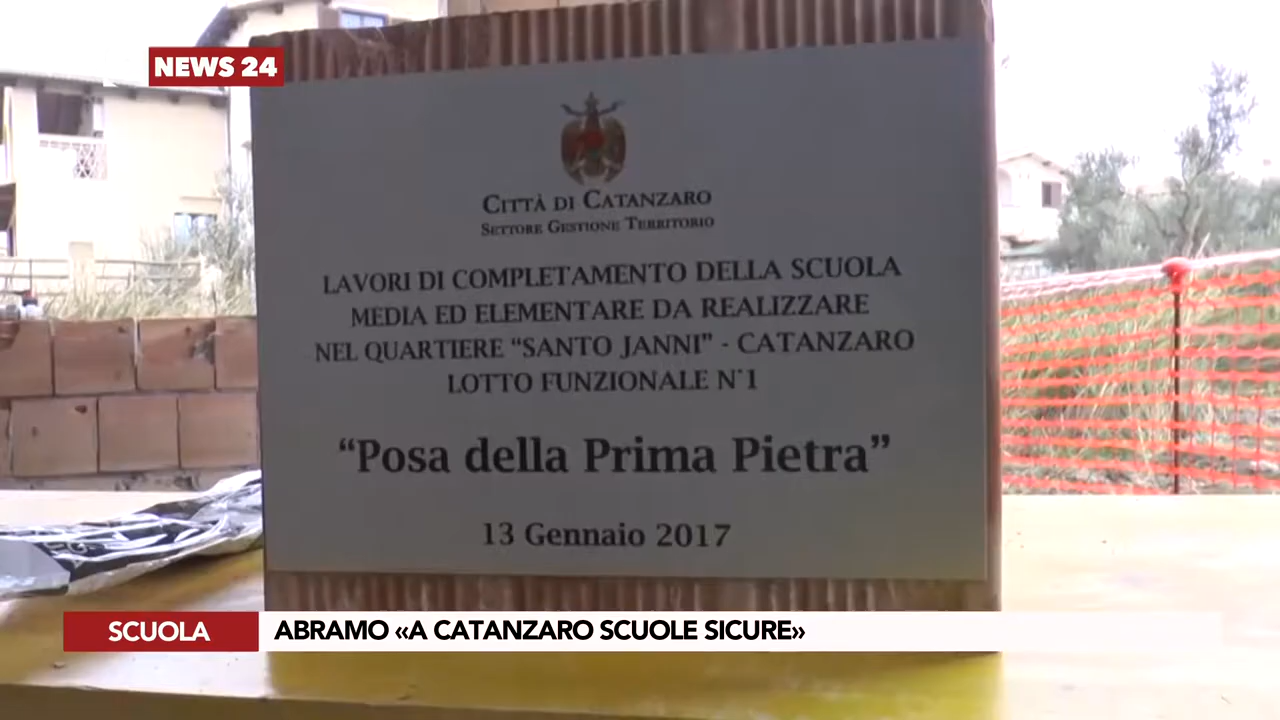 NEWS 24
CITTÀ DI CATANZARO
SETTORE GESTIONE TERRITORIO
LAVORI DI COMPLETAMENTO DELLA SCUOLA
MEDIA ED ELEMENTARE DA REALIZZARE
NEL QUARTIERE “SANTO JANNI” - CATANZARO
LOTTO FUNZIONALE N°1
“Posa della Prima Pietra”
13 Gennaio 2017
SCUOLA
ABRAMO «A CATANZARO SCUOLE SICURE»